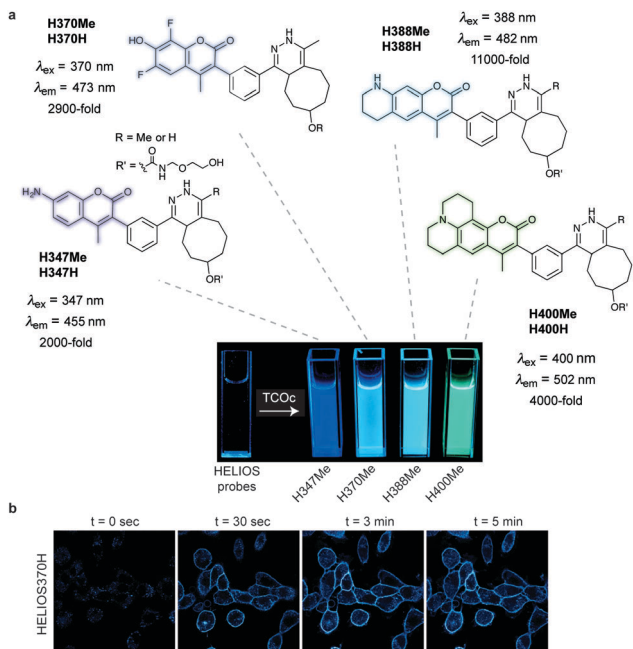 a
H370Me
H370H
λex = 370 nm
λem = 473 nm
2900-fold
F
HO
O
O
F
N
H
N
OR
H388Me
H388H
λex = 388 nm
λem = 482 nm
11000-fold
H
N
O
O
N
H
N
R
OR'
R = Me or H
R' =
O
N
H
O
OH
H2N
O
O
N
H
N
R
OR'
H347Me
H347H
λex = 347 nm
λem = 455 nm
2000-fold
N
O
O
N
H
N
R
OR'
H400Me
H400H
λex = 400 nm
λem = 502 nm
4000-fold
TCOc
HELIOS
probes
H347Me
H370Me
H388Me
H400Me
b
t = 0 sec
t = 30 sec
t = 3 min
t = 5 min
HELIOS370H